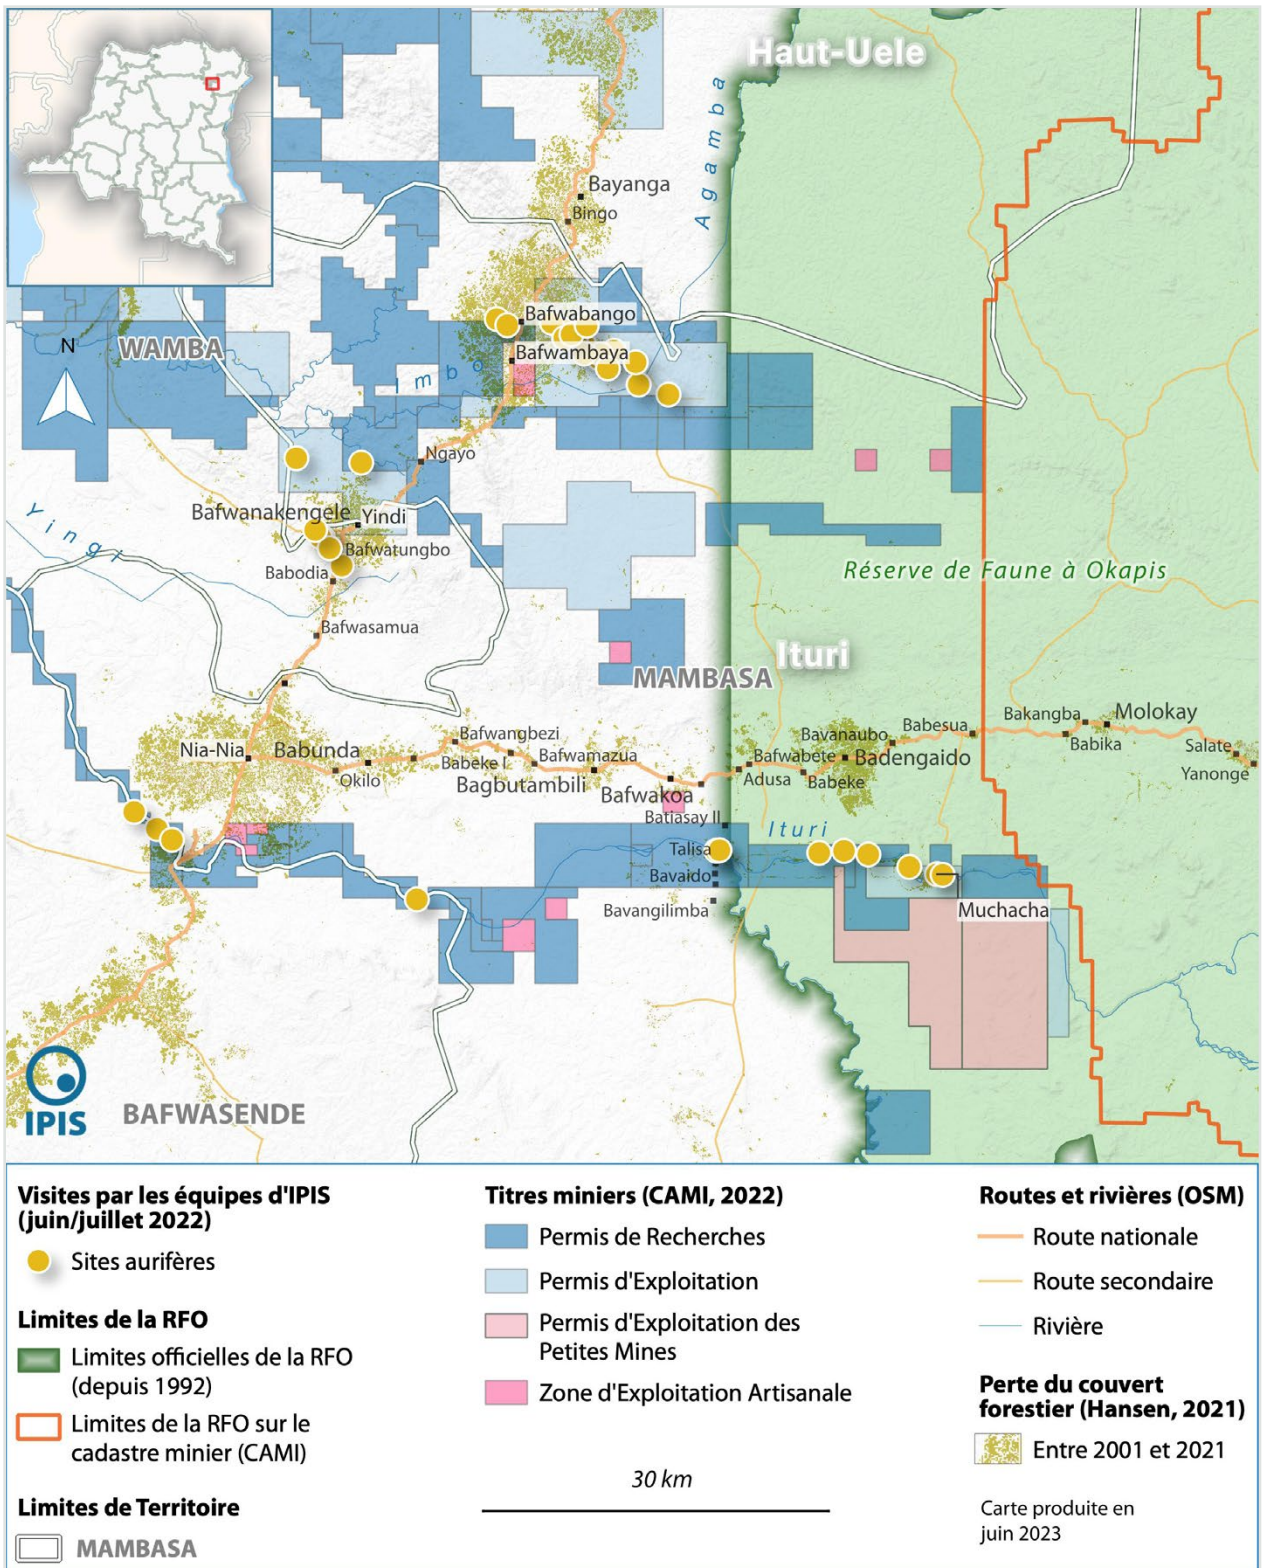 Haut-Uele
Agamba
Bayanga
Bingo
Bafwabango
N
WAMBA
Bafwambaya
Imbo
Ngayo
Bafwanakengele
Yindi
Yingi
Bafwatungbo
Babodia
Réserve de Faune à Okapis
Bafwasamua
Ituri
MAMBASA
Bakangba
Molokay
Babesua
Bafwangbezi
Bavanaubo
Babika
Nia-Nia
Babunda
Bafwamazua
Bafwabete
Badengaido
Salate
Babeke I
Okilo
Bagbutambili
Adusa
Babeke
Yanonge
Bafwakoa
Batiasay II
Ituri
Talisa
Bavaido
Bavangilimba
Muchacha
IPIS
BAFWASENDE
Visites par les équipes d'IPIS
(juin/juillet 2022)
Sites aurifères
Limites de la RFO
Limites officielles de la RFO
(depuis 1992)
Limites de la RFO sur le
cadastre minier (CAMI)
Limites de Territoire
MAMBASA
Titres miniers (CAMI, 2022)
Permis de Recherches
Permis d'Exploitation
Permis d'Exploitation des
Petites Mines
Zone d'Exploitation Artisanale
30 km
Routes et rivières (OSM)
Route nationale
Route secondaire
Rivière
Perte du couvert
forestier (Hansen, 2021)
Entre 2001 et 2021
Carte produite en
juin 2023